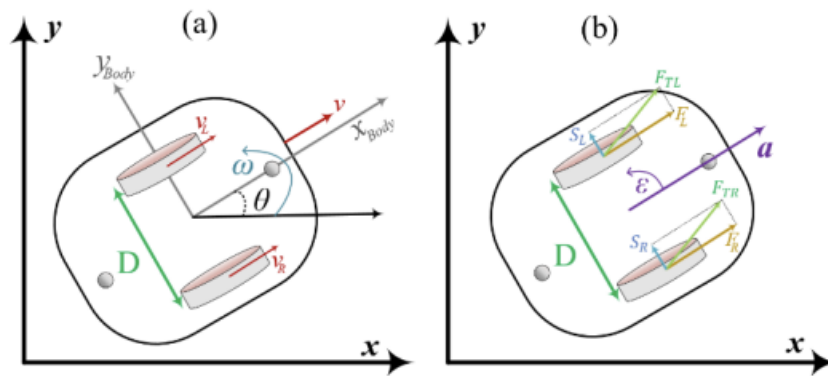 (a)
y
y_Body
v_L
v
x_Body
ω
θ
D
v_R
x
(b)
y
F_TL
S_L
F_L
a
ε
F_TR
D
S_R
F_R
x